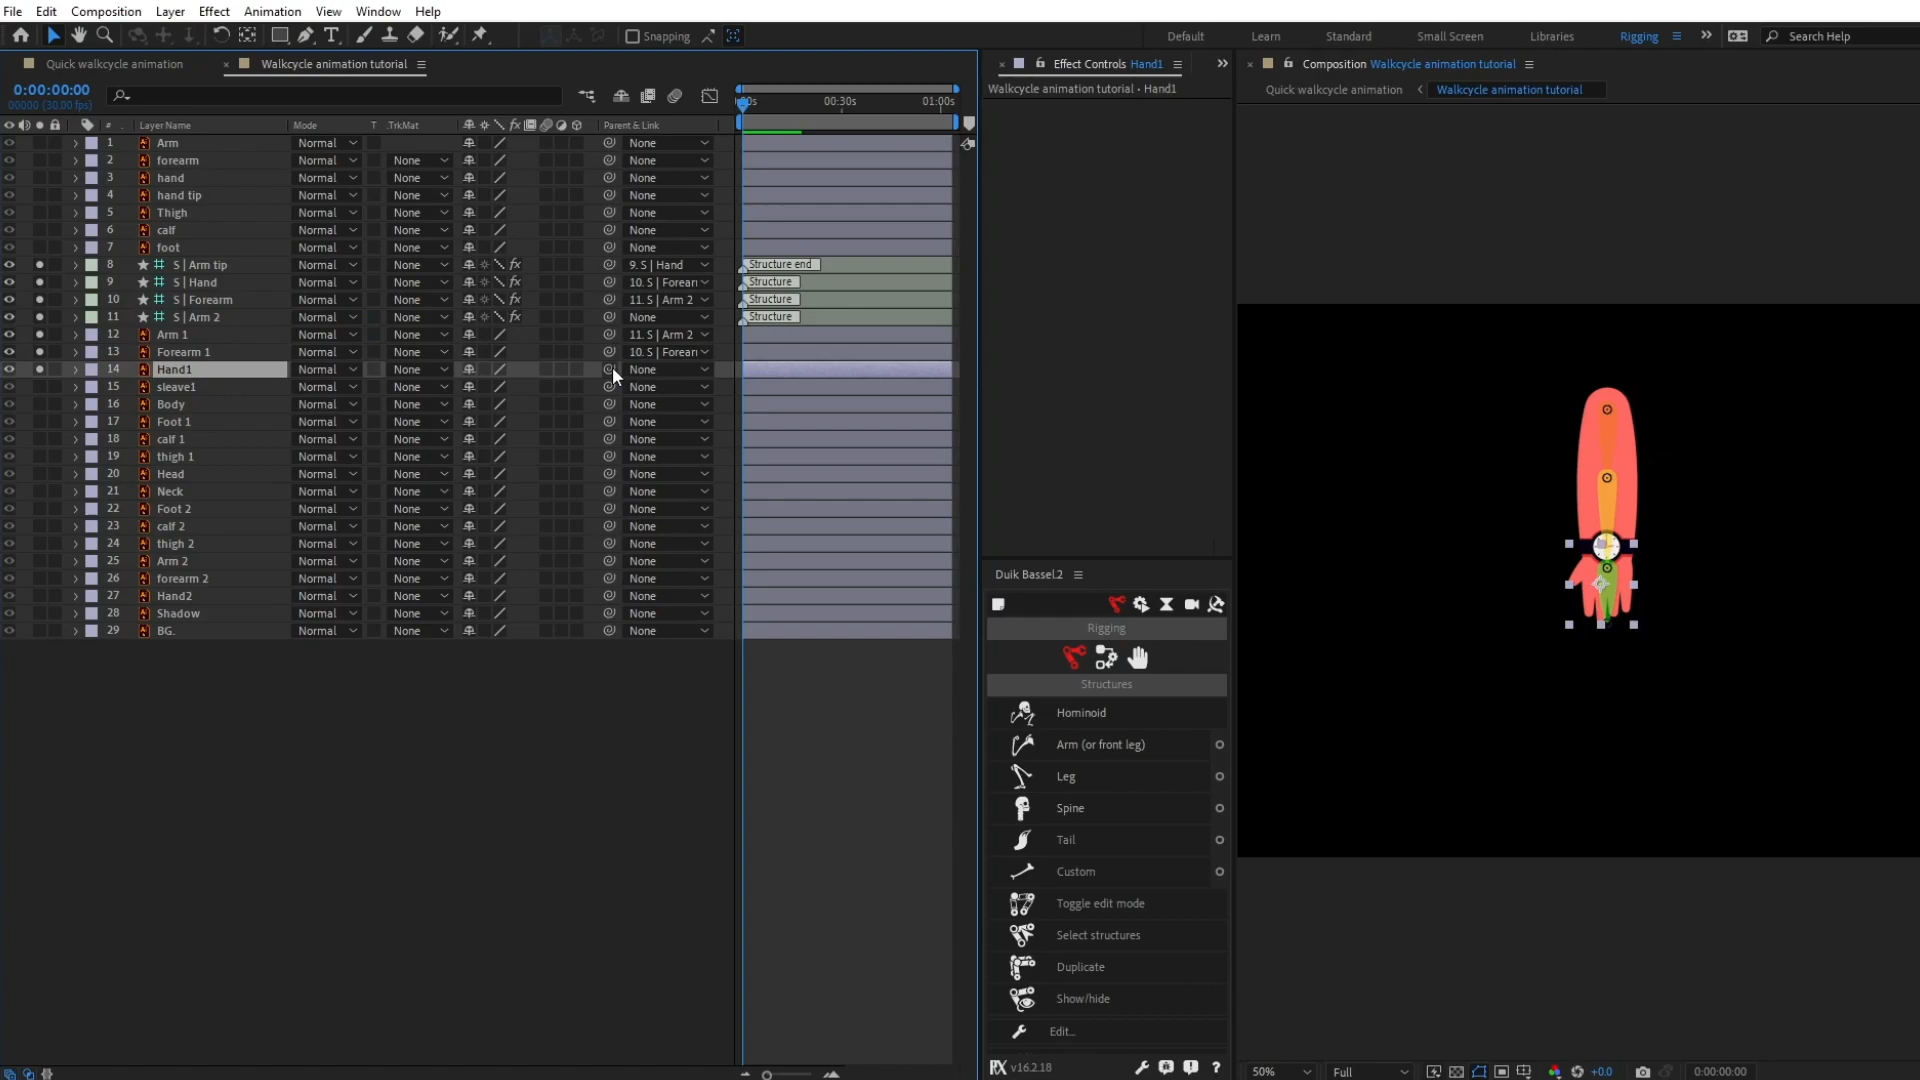 File Edit Composition Layer Effect Animation View Window Help
Snapping
Default Learn Standard Small Screen Libraries Rigging Search Help
Quick walkcycle animation Walkcycle animation tutorial
Effect Controls Hand1
Composition Walkcycle animation tutorial
Walkcycle animation tutorial • Hand1
Quick walkcycle animation Walkcycle animation tutorial
0:00:00:00
00000 (30.00 fps)
00:30s 01:00s
# Layer Name Mode T .TrkMat fx Parent & Link
1 Arm Normal None
2 forearm Normal None None
3 hand Normal None None
4 hand tip Normal None None
5 Thigh Normal None None
6 calf Normal None None
7 foot Normal None None
8 S | Arm tip Normal None fx 9. S | Hand Structure end
9 S | Hand Normal None fx 10. S | Forear Structure
10 S | Forearm Normal None fx 11. S | Arm 2 Structure
11 S | Arm 2 Normal None fx None Structure
12 Arm 1 Normal None 11. S | Arm 2
13 Forearm 1 Normal None 10. S | Forear
14 Hand1 Normal None None
15 sleave1 Normal None None
16 Body Normal None None
17 Foot 1 Normal None None
18 calf 1 Normal None None
19 thigh 1 Normal None None
20 Head Normal None None
21 Neck Normal None None
22 Foot 2 Normal None None
23 calf 2 Normal None None
24 thigh 2 Normal None None
25 Arm 2 Normal None None
26 forearm 2 Normal None None
27 Hand2 Normal None None
28 Shadow Normal None None
29 BG. Normal None None
Duik Bassel.2
Rigging
Structures
Hominoid
Arm (or front leg)
Leg
Spine
Tail
Custom
Toggle edit mode
Select structures
Duplicate
Show/hide
Edit...
v16.2.18
50% Full +0.0 0:00:00:00